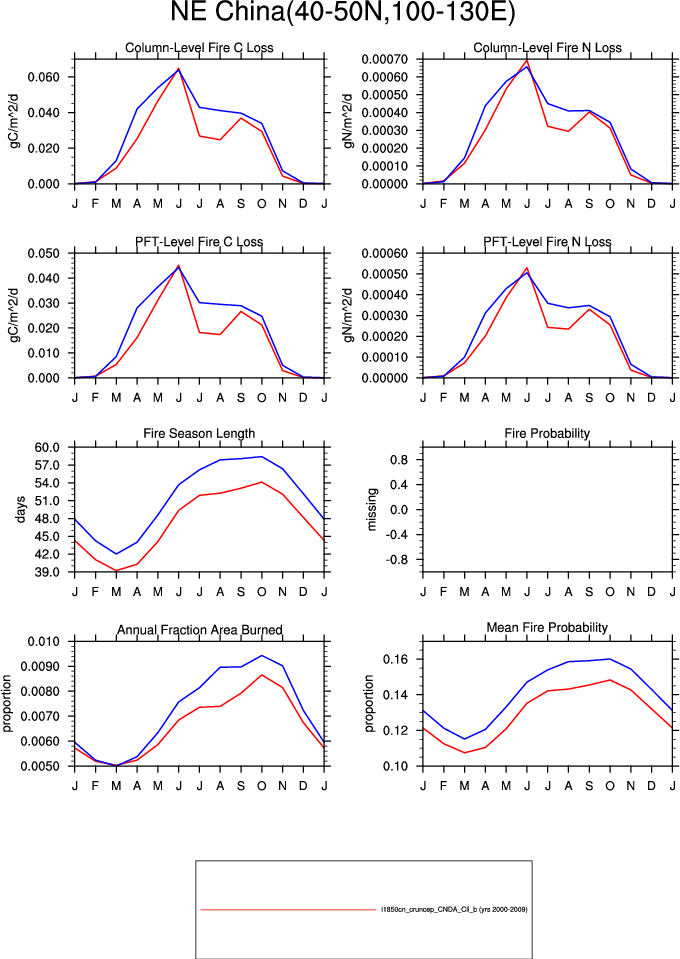 NE China(40-50N,100-130E)
Column-Level Fire C Loss
gC/m^2/d
0.060
0.040
0.020
0.000
J F M A M J J A S O N D J
Column-Level Fire N Loss
gN/m^2/d
0.00070
0.00060
0.00050
0.00040
0.00030
0.00020
0.00010
0.00000
J F M A M J J A S O N D J
PFT-Level Fire C Loss
gC/m^2/d
0.050
0.040
0.030
0.020
0.010
0.000
J F M A M J J A S O N D J
PFT-Level Fire N Loss
gN/m^2/d
0.00060
0.00050
0.00040
0.00030
0.00020
0.00010
0.00000
J F M A M J J A S O N D J
Fire Season Length
days
60.0
57.0
54.0
51.0
48.0
45.0
42.0
39.0
J F M A M J J A S O N D J
Fire Probability
missing
0.8
0.4
0.0
-0.4
-0.8
J F M A M J J A S O N D J
Annual Fraction Area Burned
proportion
0.010
0.0090
0.0080
0.0070
0.0060
0.0050
J F M A M J J A S O N D J
Mean Fire Probability
proportion
0.16
0.14
0.12
0.10
J F M A M J J A S O N D J
i1850cn_cruncep_CNDA_Cli_b (yrs 2000-2009)